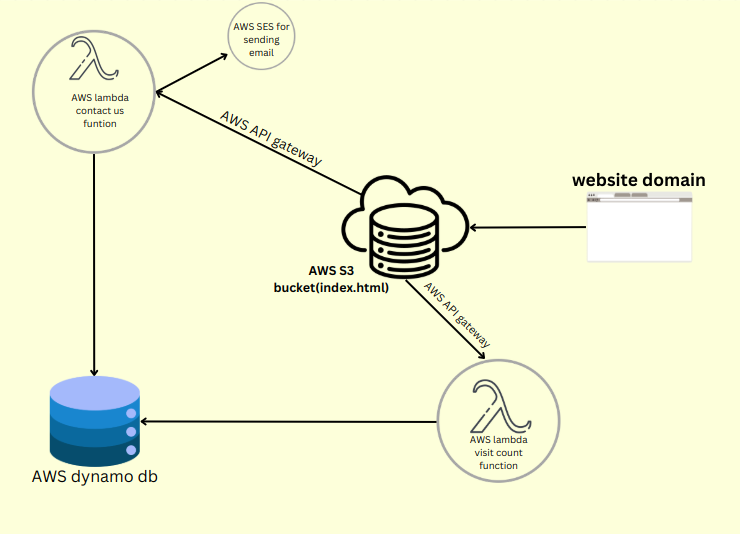 AWS SES for
sending
email
AWS lambda
contact us
funtion
AWS API gateway
website domain
AWS S3
bucket(index.html)
AWS API gateway
AWS lambda
visit count
function
AWS dynamo db